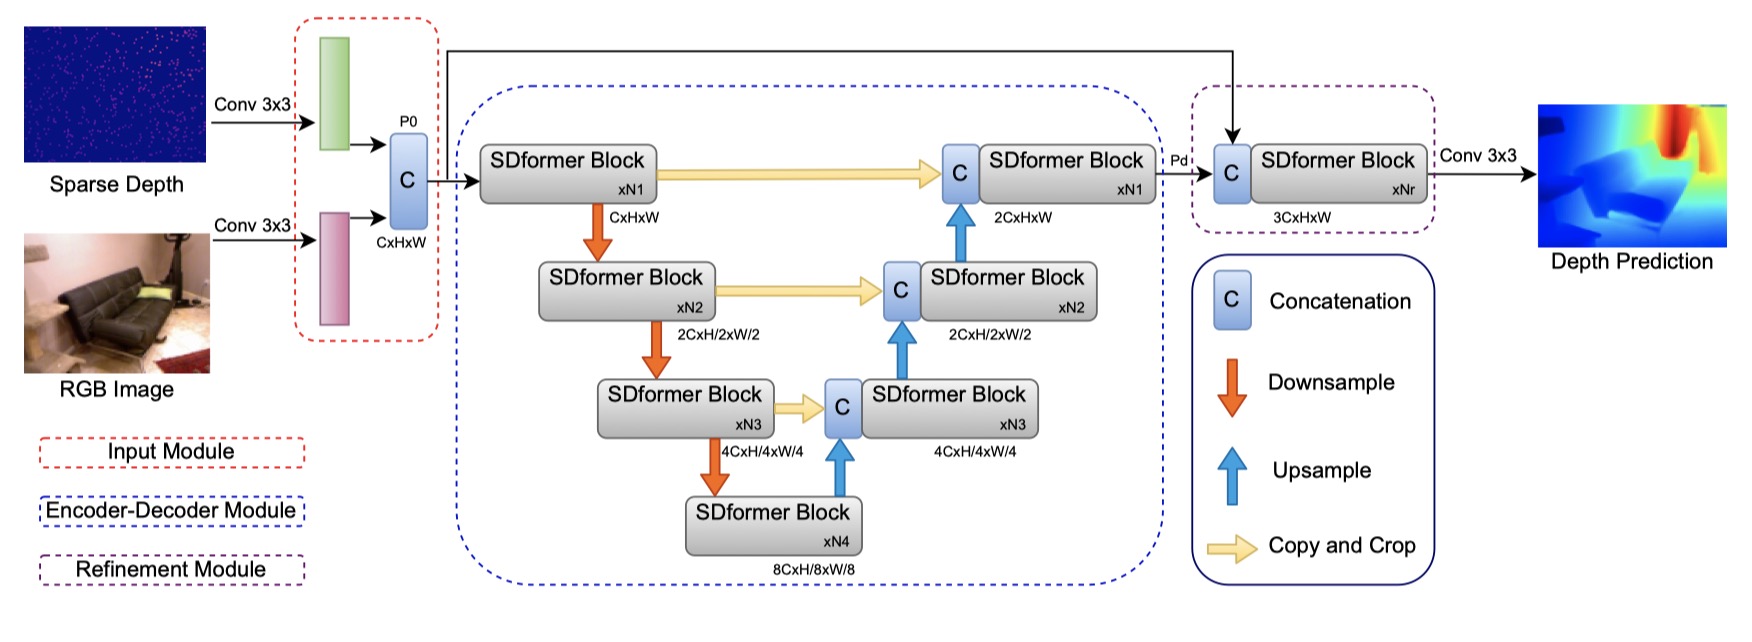 Sparse Depth
Conv 3x3
RGB Image
Conv 3x3
P0
C
CxHxW
SDformer Block
xN1
CxHxW
SDformer Block
xN2
2CxH/2xW/2
SDformer Block
xN3
4CxH/4xW/4
SDformer Block
xN4
8CxH/8xW/8
C
SDformer Block
xN3
4CxH/4xW/4
C
SDformer Block
xN2
2CxH/2xW/2
C
SDformer Block
xN1
2CxHxW
Pd
C
SDformer Block
xNr
3CxHxW
Conv 3x3
Depth Prediction
Input Module
Encoder-Decoder Module
Refinement Module
C
Concatenation
Downsample
Upsample
Copy and Crop